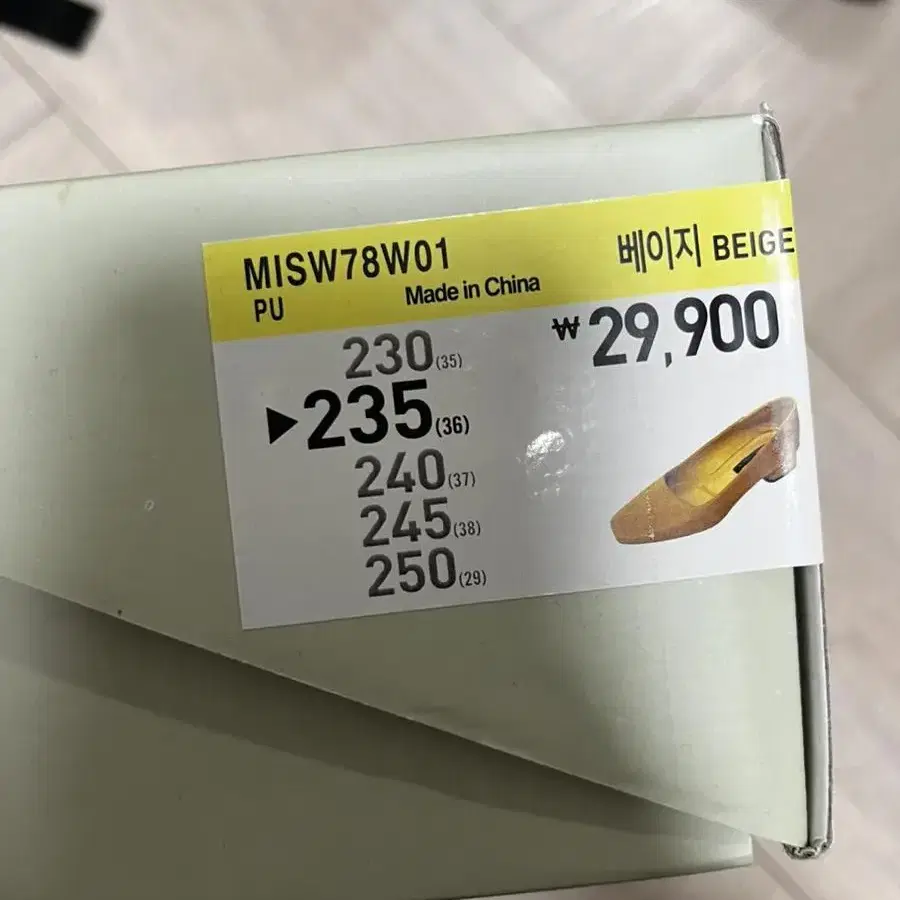 MISW78W01
베이지 BEIGE
PU
Made in China
₩29,900
230(35)
▶235(36)
240(37)
245(38)
250(29)